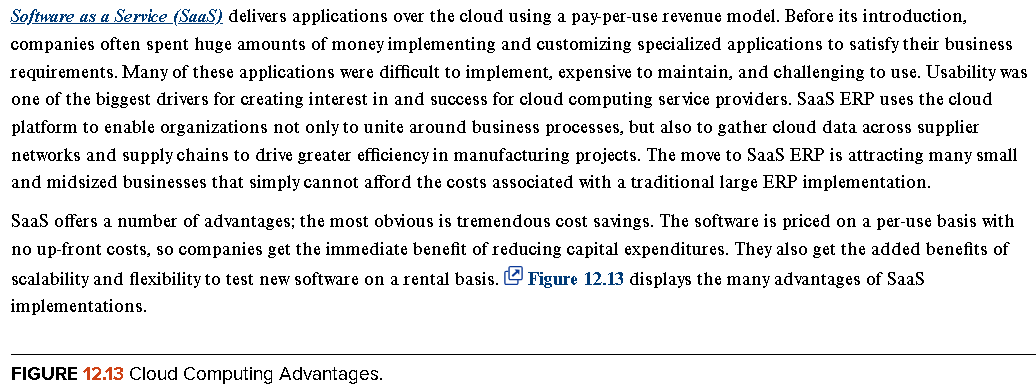 Software as a Service (SaaS) delivers applications over the cloud using a pay-per-use revenue model. Before its introduction,
companies often spent huge amounts of money implementing and customizing specialized applications to satisfy their business
requirements. Many of these applications were difficult to implement, expensive to maintain, and challenging to use. Usability was
one of the biggest drivers for creating interest in and success for cloud computing service providers. SaaS ERP uses the cloud
platform to enable organizations not only to unite around business processes, but also to gather cloud data across supplier
networks and supply chains to drive greater efficiency in manufacturing projects. The move to SaaS ERP is attracting many small
and midsized businesses that simply cannot afford the costs associated with a traditional large ERP implementation.
SaaS offers a number of advantages; the most obvious is tremendous cost savings. The software is priced on a per-use basis with
no up-front costs, so companies get the immediate benefit of reducing capital expenditures. They also get the added benefits of
scalability and flexibility to test new software on a rental basis. Figure 12.13 displays the many advantages of SaaS
implementations.
FIGURE 12.13 Cloud Computing Advantages.